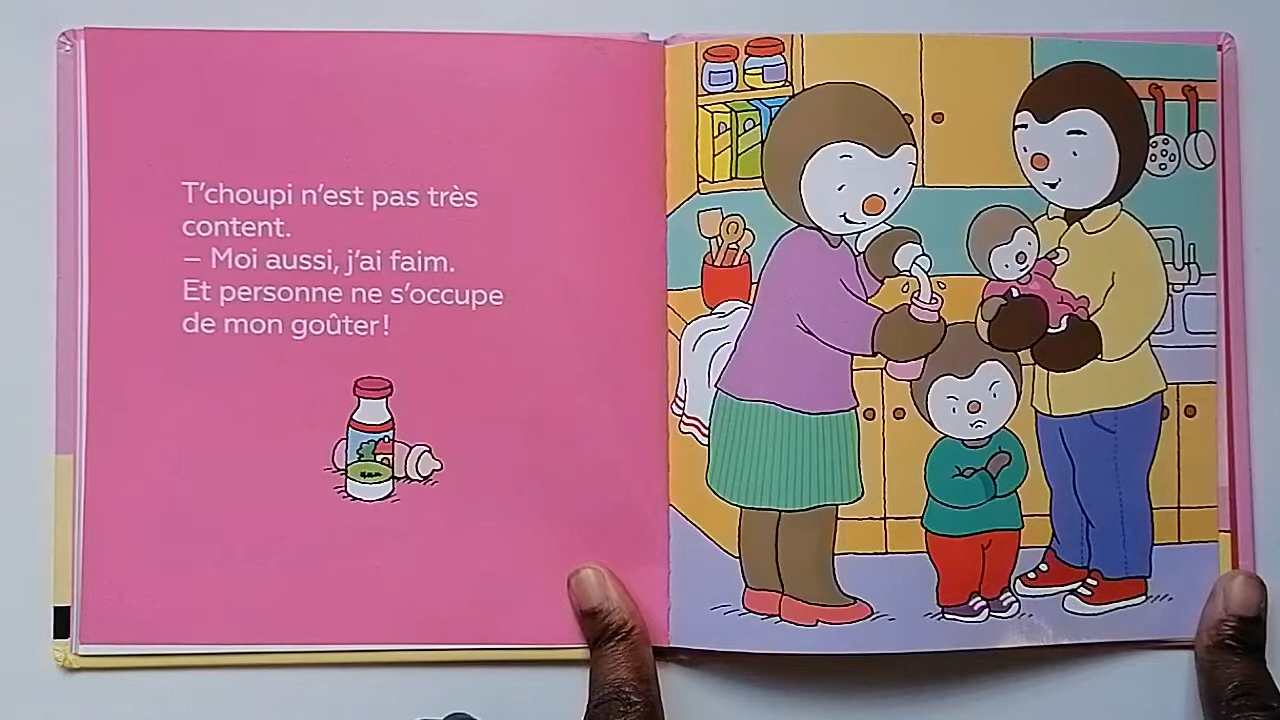 T'choupi n'est pas très
content.
– Moi aussi, j'ai faim.
Et personne ne s'occupe
de mon goûter !